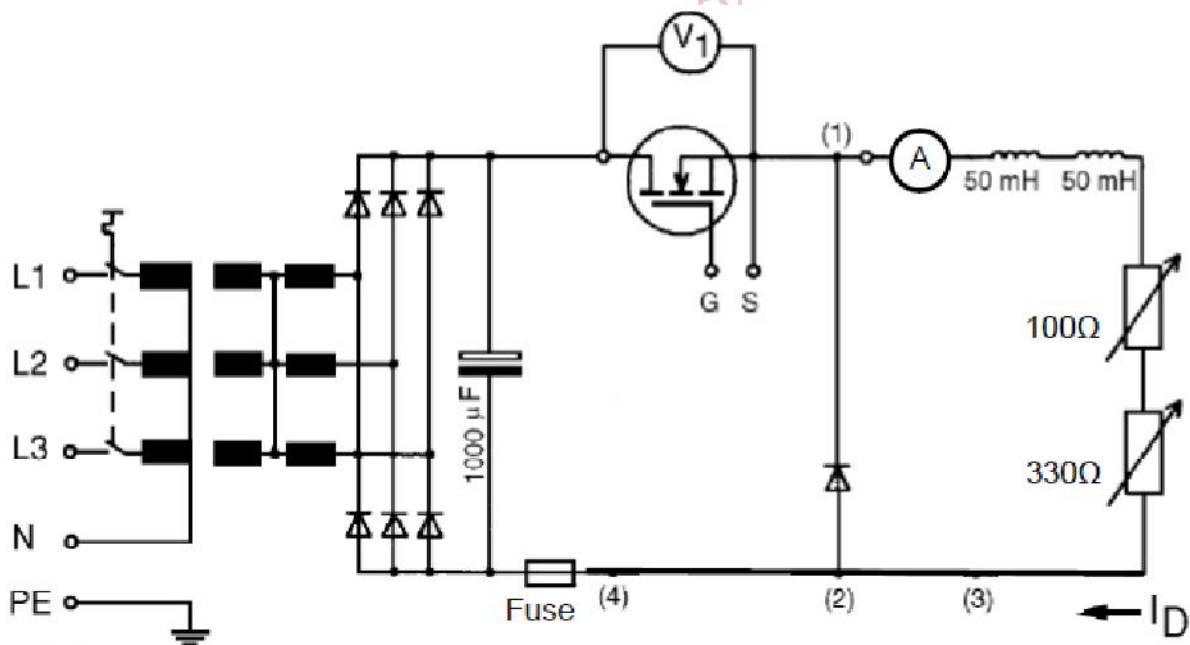 V1
(1)
A
50 mH 50 mH
L1
G S
100Ω
L2
1000 µF
L3
330Ω
N
Fuse (4) (2) (3)
PE
ID